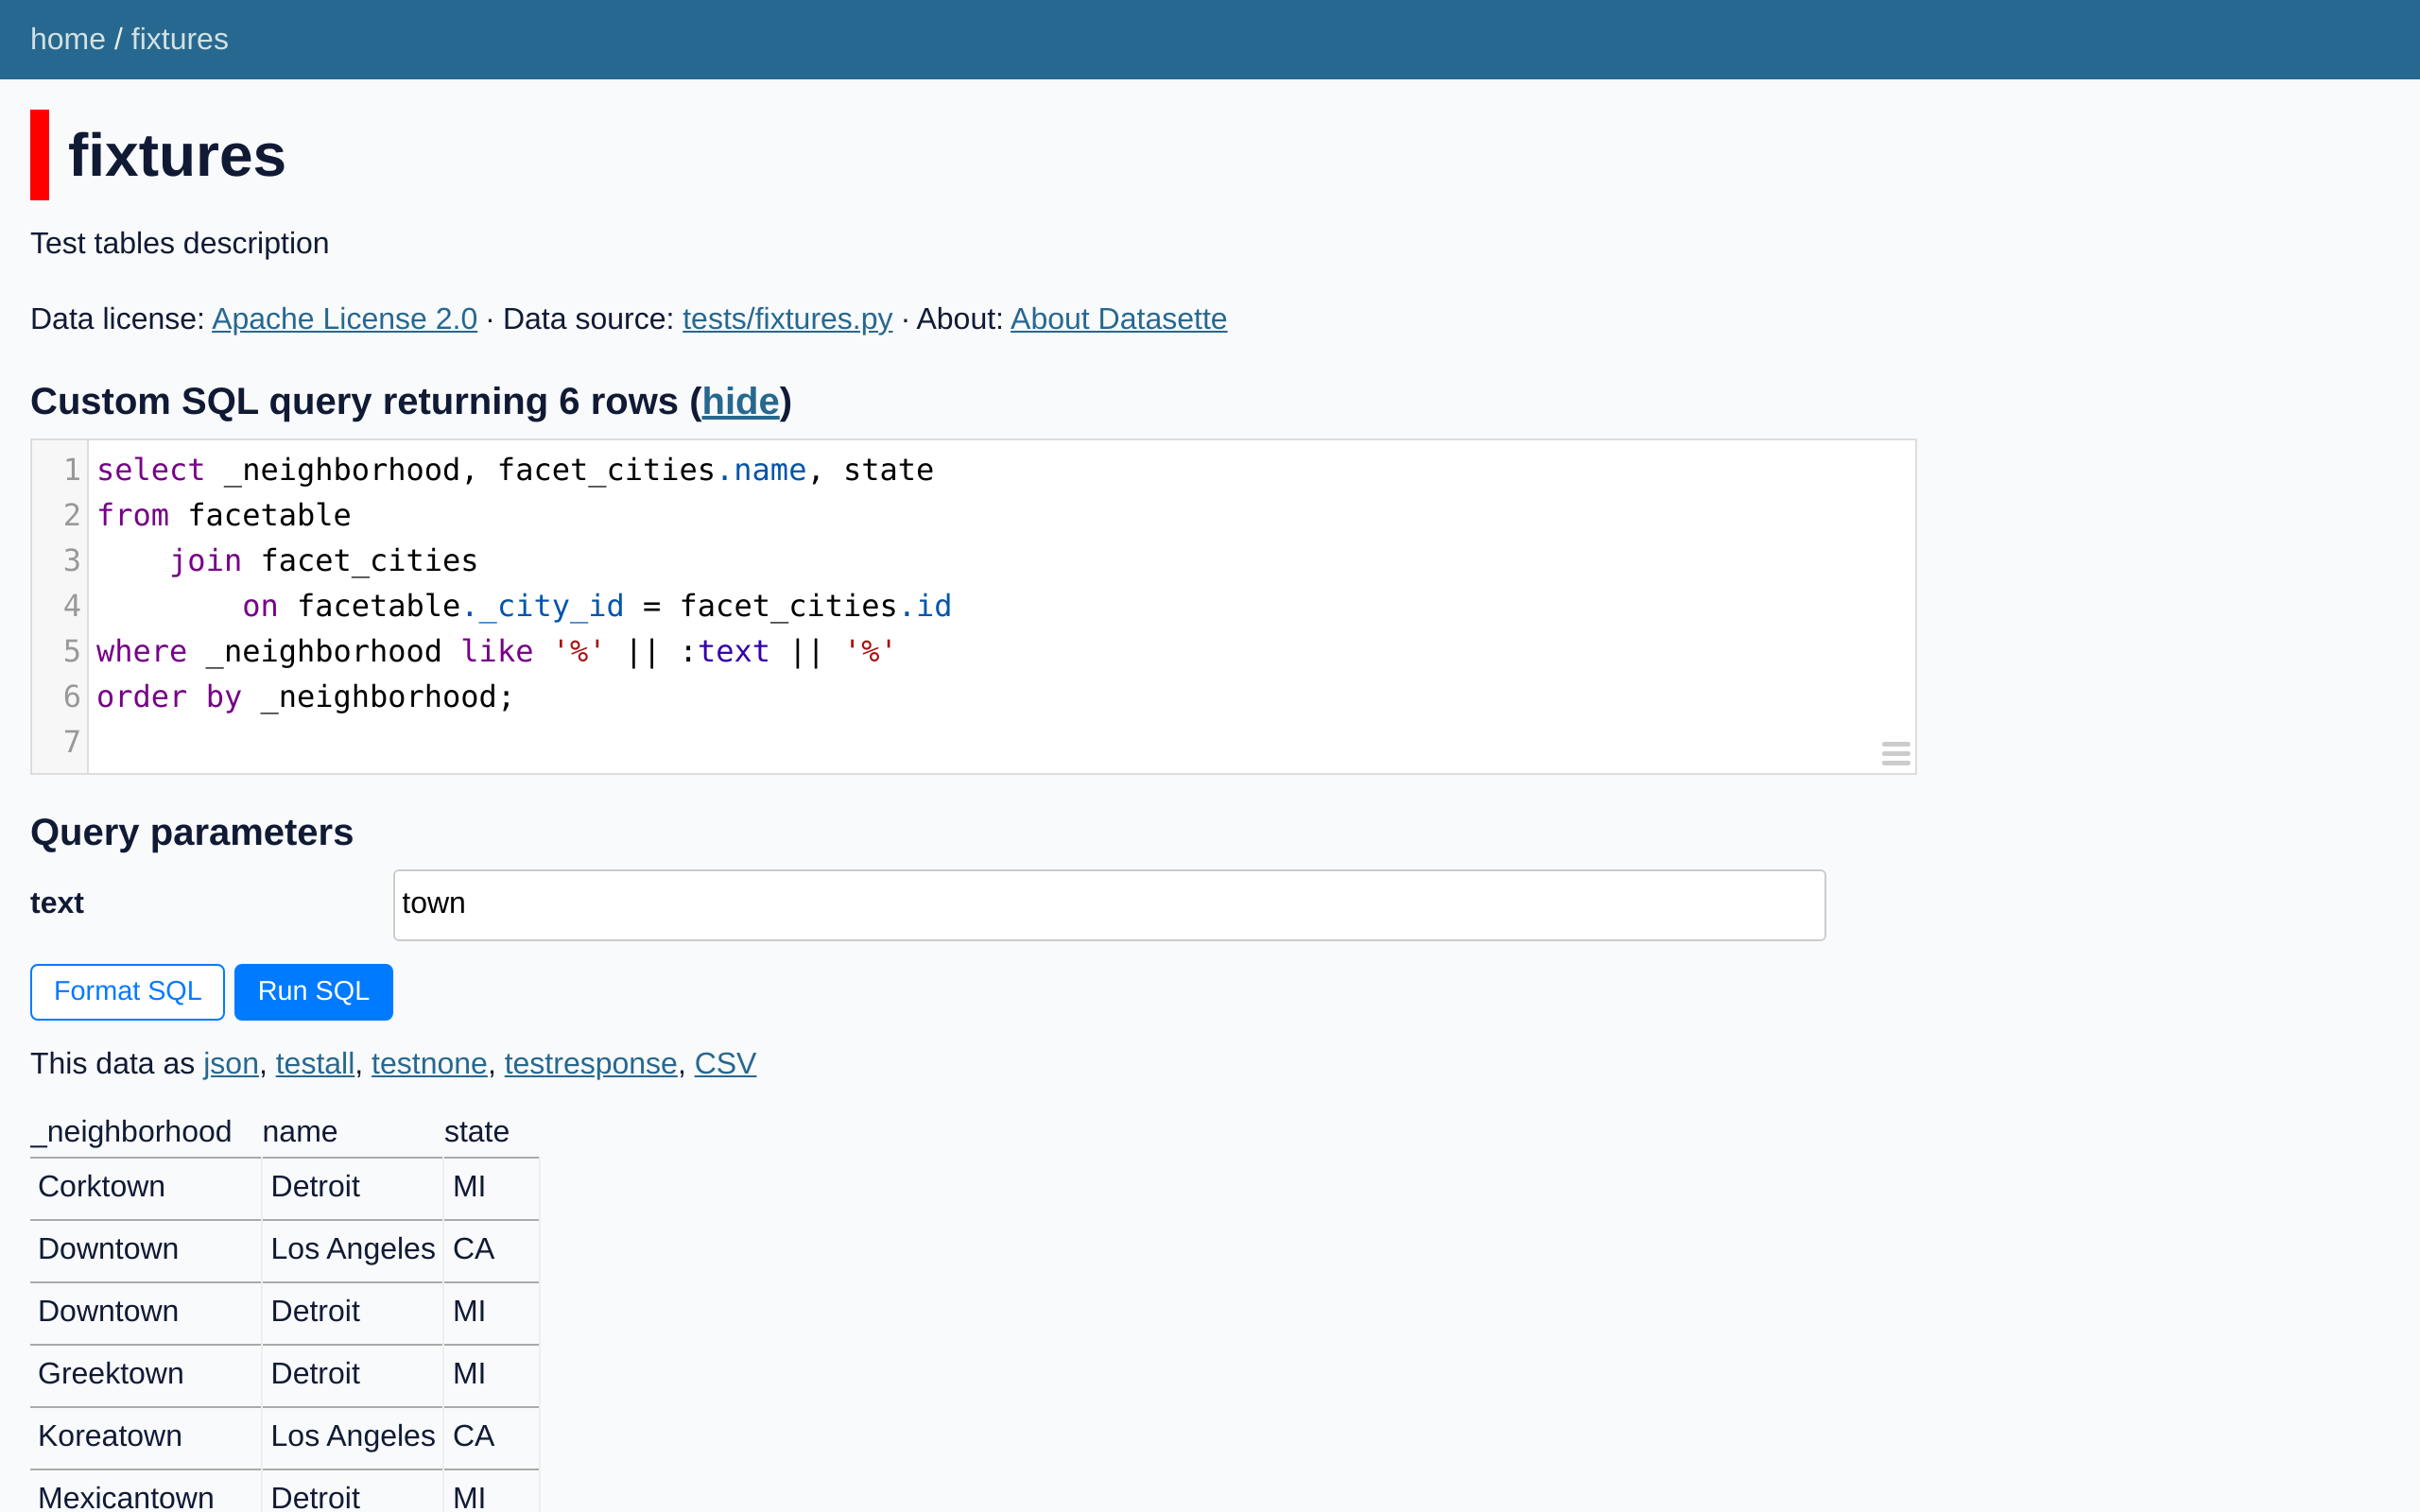 home / fixtures
fixtures
Test tables description
Data license: Apache License 2.0 · Data source: tests/fixtures.py · About: About Datasette
Custom SQL query returning 6 rows (hide)
1 select _neighborhood, facet_cities.name, state
2 from facetable
3     join facet_cities
4         on facetable._city_id = facet_cities.id
5 where _neighborhood like '%' || :text || '%'
6 order by _neighborhood;
7
Query parameters
text town
Format SQL Run SQL
This data as json, testall, testnone, testresponse, CSV
_neighborhood name state
Corktown Detroit MI
Downtown Los Angeles CA
Downtown Detroit MI
Greektown Detroit MI
Koreatown Los Angeles CA
Mexicantown Detroit MI